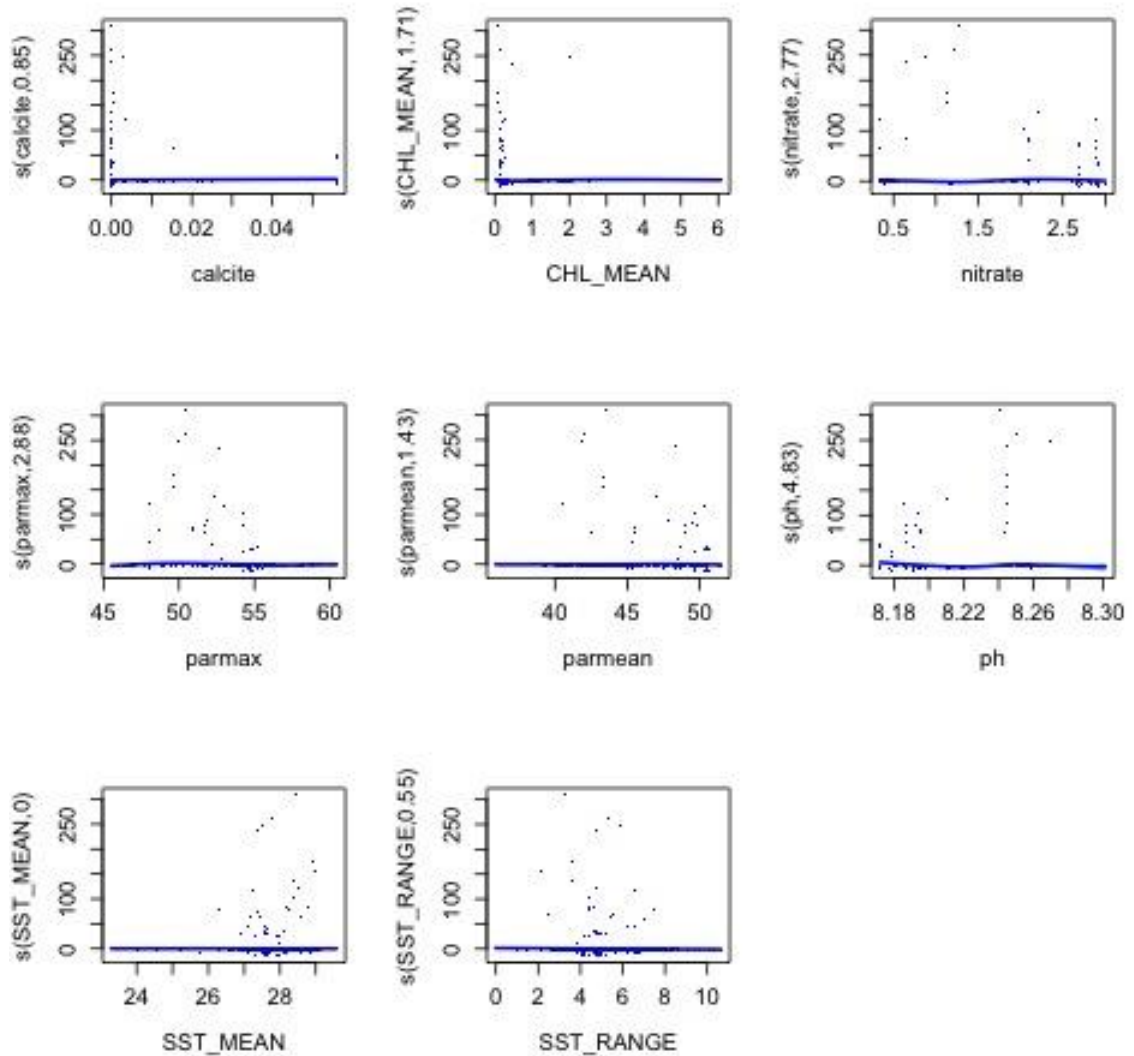 s(calcite,0.85)
250
100
0
0.00 0.02 0.04
calcite
s(CHL_MEAN,1.71)
250
100
0
0 1 2 3 4 5 6
CHL_MEAN
s(nitrate,2.77)
250
100
0
0.5 1.5 2.5
nitrate
s(parmax,2.88)
250
100
0
45 50 55 60
parmax
s(parmean,1.43)
250
100
0
40 45 50
parmean
s(ph,4.83)
250
100
0
8.18 8.22 8.26 8.30
ph
s(SST_MEAN,0)
250
100
0
24 26 28
SST_MEAN
s(SST_RANGE,0.55)
250
100
0
0 2 4 6 8 10
SST_RANGE